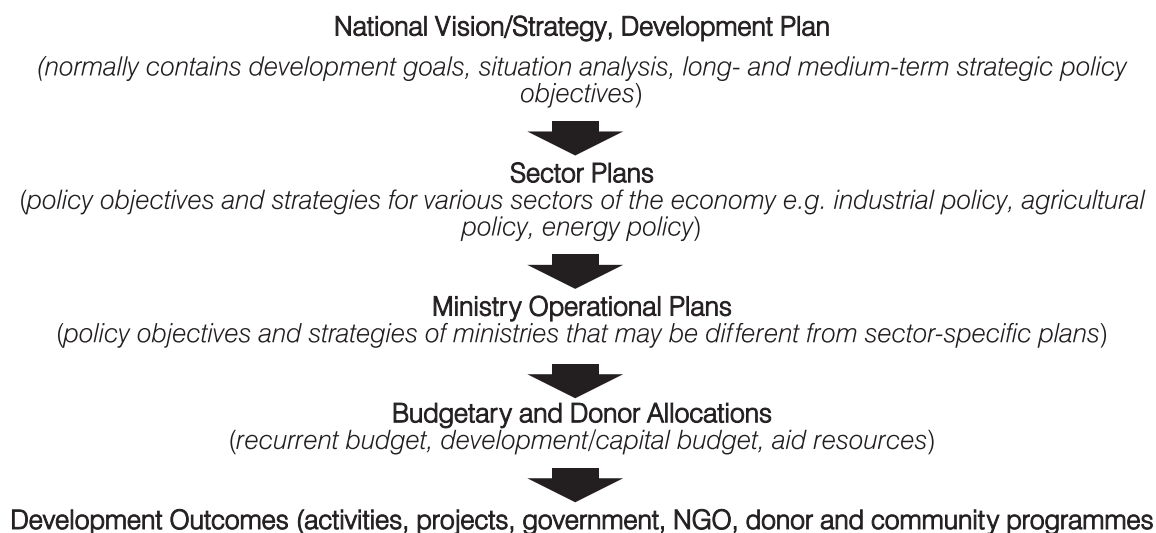 National Vision/Strategy, Development Plan
(normally contains development goals, situation analysis, long- and medium-term strategic policy
objectives)
Sector Plans
(policy objectives and strategies for various sectors of the economy e.g. industrial policy, agricultural
policy, energy policy)
Ministry Operational Plans
(policy objectives and strategies of ministries that may be different from sector-specific plans)
Budgetary and Donor Allocations
(recurrent budget, development/capital budget, aid resources)
Development Outcomes (activities, projects, government, NGO, donor and community programmes